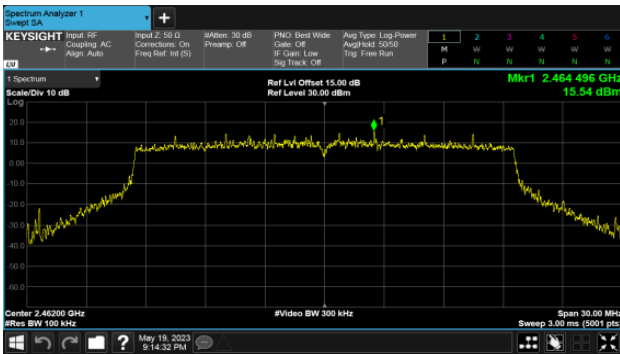 Spectrum Analyzer 1
Swept SA
+
KEYSIGHT Input: RF Input Z: 50 Ω #Atten: 30 dB PNO: Best Wide Avg Type: Log-Power 1 2 3 4 5 6
Coupling: AC Corrections: On Preamp: Off Gate: Off Avg|Hold: 50/50 M W W W W W
Align: Auto Freq Ref: Int (S) IF Gain: Low Trig: Free Run
Sig Track: Off P N N N N N
LXI
1 Spectrum Ref Lvl Offset 15.00 dB Mkr1 2.464 496 GHz
Scale/Div 10 dB Ref Level 30.00 dBm 15.54 dBm
Log
20.0
1
10.0
0.00
-10.0
-20.0
-30.0
-40.0
-50.0
-60.0
Center 2.46200 GHz #Video BW 300 kHz Span 30.00 MHz
#Res BW 100 kHz Sweep 3.00 ms (5001 pts)
? May 19, 2023
9:14:32 PM